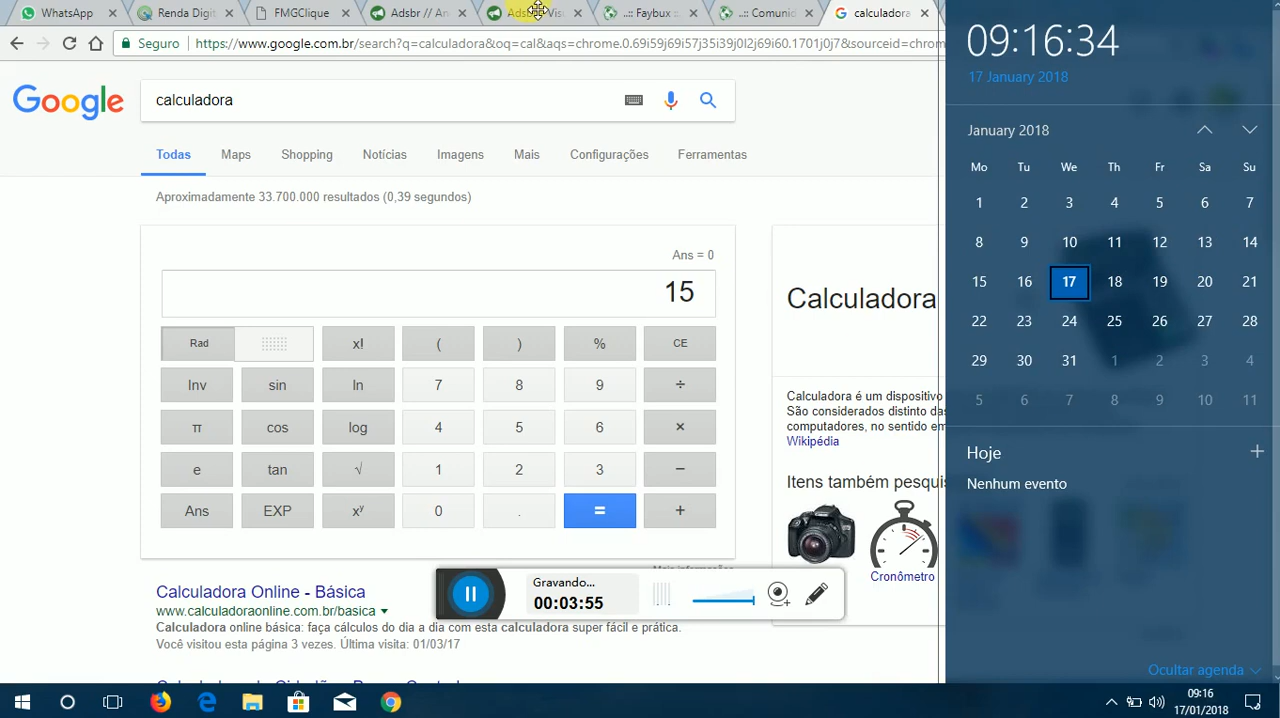 WhatsApp
Renda Digit
FMGClique
Adsbr // An
Adsbr Visu
..:: Faybux ::
..:: Comunid
calculadora
Seguro
https://www.google.com.br/search?q=calculadora&oq=cal&aqs=chrome.0.69i59j69i57j35i39j0l2j69i60.1701j0j7&sourceid=chrom
Google
calculadora
Todas
Maps
Shopping
Notícias
Imagens
Mais
Configurações
Ferramentas
Aproximadamente 33.700.000 resultados (0,39 segundos)
Ans = 0
15
Rad x! ( ) % CE
Inv sin ln 7 8 9 ÷
π cos log 4 5 6 ×
e tan √ 1 2 3 −
Ans EXP xʸ 0 . = +
Calculadora
Calculadora é um dispositivo
São considerados distinto das
computadores, no sentido em
Wikipédia
Itens também pesquis
Cronômetro
Mais informações
Calculadora Online - Básica
www.calculadoraonline.com.br/basica
Calculadora online básica: faça cálculos do dia a dia com esta calculadora super fácil e prática.
Você visitou esta página 3 vezes. Última visita: 01/03/17
Gravando...
00:03:55
09:16:34
17 January 2018
January 2018
Mo Tu We Th Fr Sa Su
1 2 3 4 5 6 7
8 9 10 11 12 13 14
15 16 17 18 19 20 21
22 23 24 25 26 27 28
29 30 31 1 2 3 4
5 6 7 8 9 10 11
Hoje
Nenhum evento
Ocultar agenda
09:16
17/01/2018